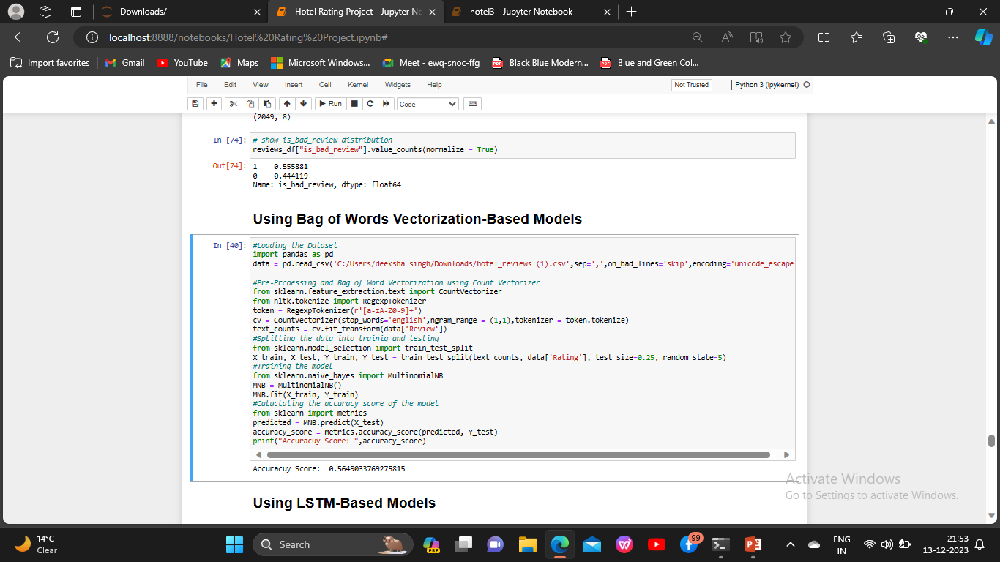 Downloads/
Hotel Rating Project - Jupyter No
hotel3 - Jupyter Notebook
localhost:8888/notebooks/Hotel%20Rating%20Project.ipynb#
Import favorites
Gmail
YouTube
Maps
Microsoft Windows...
Meet - ewq-snoc-ffg
Black Blue Modern...
Blue and Green Col...
File Edit View Insert Cell Kernel Widgets Help
Not Trusted
Python 3 (ipykernel)
Run
Code
(2049, 8)
In [74]: # show is_bad_review distribution
reviews_df["is_bad_review"].value_counts(normalize = True)
Out[74]: 1    0.555881
0    0.444119
Name: is_bad_review, dtype: float64
Using Bag of Words Vectorization-Based Models
In [40]: #Loading the Dataset
import pandas as pd
data = pd.read_csv('C:/Users/deeksha singh/Downloads/hotel_reviews (1).csv',sep=',',on_bad_lines='skip',encoding='unicode_escape
#Pre-Prcoessing and Bag of Word Vectorization using Count Vectorizer
from sklearn.feature_extraction.text import CountVectorizer
from nltk.tokenize import RegexpTokenizer
token = RegexpTokenizer(r'[a-zA-Z0-9]+')
cv = CountVectorizer(stop_words='english',ngram_range = (1,1),tokenizer = token.tokenize)
text_counts = cv.fit_transform(data['Review'])
#Splitting the data into trainig and testing
from sklearn.model_selection import train_test_split
X_train, X_test, Y_train, Y_test = train_test_split(text_counts, data['Rating'], test_size=0.25, random_state=5)
#Training the model
from sklearn.naive_bayes import MultinomialNB
MNB = MultinomialNB()
MNB.fit(X_train, Y_train)
#Caluclating the accuracy score of the model
from sklearn import metrics
predicted = MNB.predict(X_test)
accuracy_score = metrics.accuracy_score(predicted, Y_test)
print("Accuracuy Score: ",accuracy_score)
Accuracuy Score:  0.5649033769275815
Using LSTM-Based Models
Activate Windows
Go to Settings to activate Windows.
14°C
Clear
Search
PRE
99
ENG
IN
21:53
13-12-2023